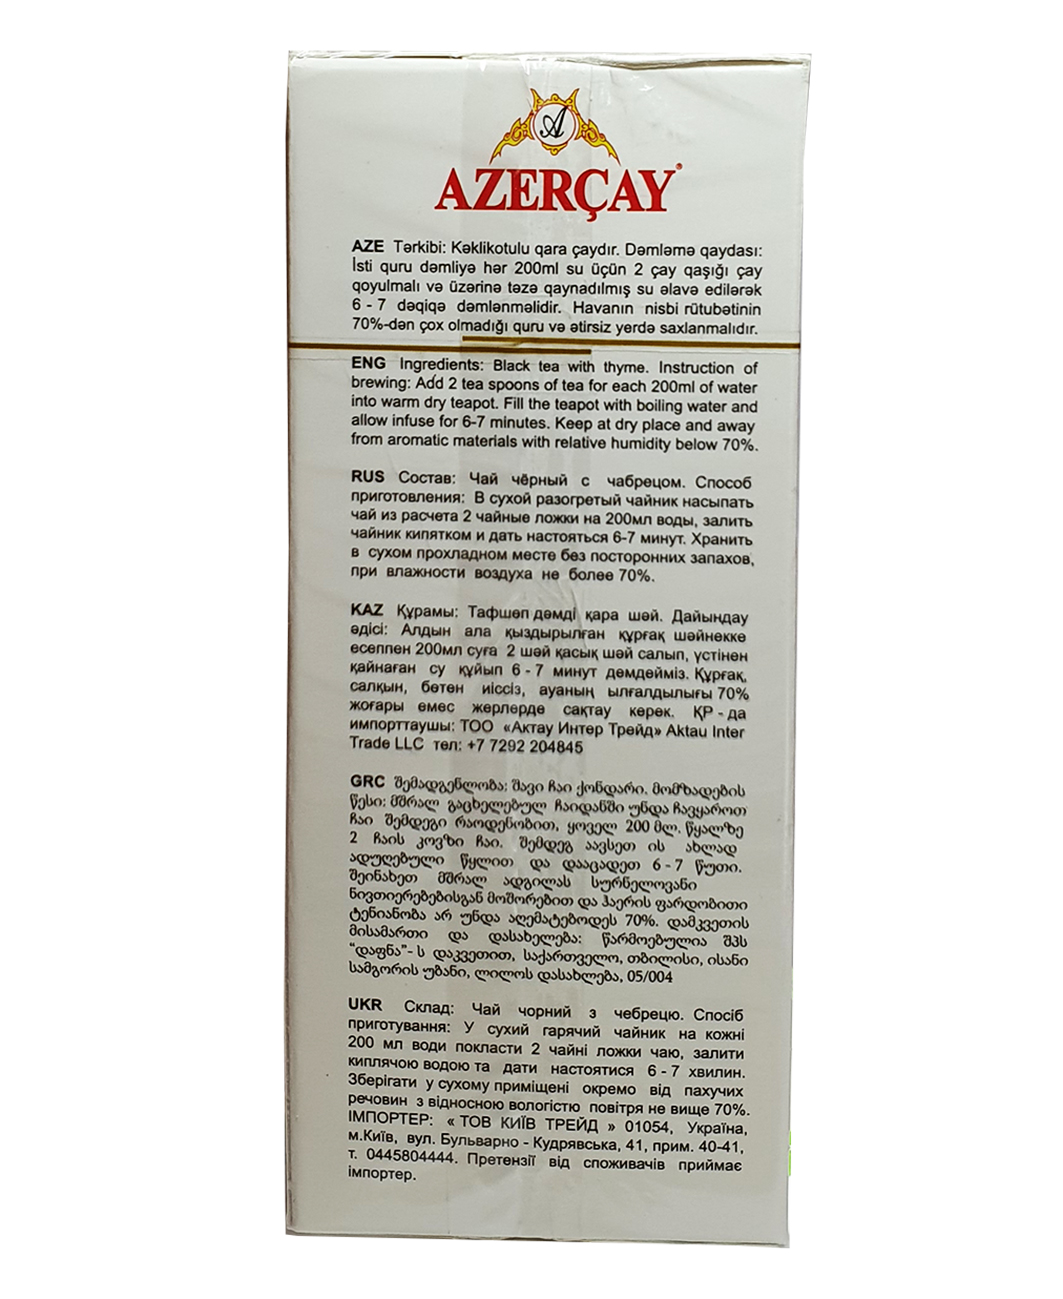 A
AZERÇAY®
AZE Tərkibi: Kəklikotulu qara çaydır. Dəmləmə qaydası:
İsti quru dəmliyə hər 200ml su üçün 2 çay qaşığı çay
qoyulmalı və üzərinə təzə qaynadılmış su əlavə edilərək
6 - 7 dəqiqə dəmlənməlidir. Havanın nisbi rütubətinin
70%-dən çox olmadığı quru və ətirsiz yerdə saxlanmalıdır.
ENG Ingredients: Black tea with thyme. Instruction of
brewing: Add 2 tea spoons of tea for each 200ml of water
into warm dry teapot. Fill the teapot with boiling water and
allow infuse for 6-7 minutes. Keep at dry place and away
from aromatic materials with relative humidity below 70%.
RUS Состав: Чай чёрный с чабрецом. Способ
приготовления: В сухой разогретый чайник насыпать
чай из расчета 2 чайные ложки на 200мл воды, залить
чайник кипятком и дать настояться 6-7 минут. Хранить
в сухом прохладном месте без посторонних запахов,
при влажности воздуха не более 70%.
KAZ Құрамы: Тафшөп дәмді қара шәй. Дайындау
әдісі: Алдын ала қыздырылған құрғақ шәйнекке
есеппен 200мл суға 2 шәй қасық шәй салып, үстінен
қайнаған су құйып 6 - 7 минут дәмдейміз. Құрғақ,
салқын, бөтен иіссіз, ауаның ылғалдылығы 70%
жоғары емес жерлерде сақтау керек. ҚР - да
импорттаушы: ТОО «Актау Интер Трейд» Aktau Inter
Trade LLC тел: +7 7292 204845
GRC შემადგენლობა: შავი ჩაი ქონდარი. მომზადების
წესი: მშრალ გაცხელებულ ჩაიდანში უნდა ჩავყაროთ
ჩაი შემდეგი რაოდენობით, ყოველ 200 მლ. წყალზე
2 ჩაის კოვზი ჩაი. შემდეგ აავსეთ ის ახლად
ადუღებული წყლით და დააცადეთ 6 - 7 წუთი.
შეინახეთ მშრალ ადგილას სურნელოვანი
ნივთიერებებისგან მოშორებით და ჰაერის ფარდობითი
ტენიანობა არ უნდა აღემატებოდეს 70%. დამკვეთის
მისამართი და დასახელება: წარმოებულია შპს
"დაფნა"- ს დაკვეთით, საქართველო, თბილისი, ისანი
სამგორის უბანი, ლილოს დასახლება, 05/004
UKR Склад: Чай чорний з чебрецю. Спосіб
приготування: У сухий гарячий чайник на кожні
200 мл води покласти 2 чайні ложки чаю, залити
киплячою водою та дати настоятися 6 - 7 хвилин.
Зберігати у сухому приміщені окремо від пахучих
речовин з відносною вологістю повітря не вище 70%.
ІМПОРТЕР: « ТОВ КИЇВ ТРЕЙД » 01054, Україна,
м.Київ, вул. Бульварно - Кудрявська, 41, прим. 40-41,
т. 0445804444. Претензії від споживачів приймає
імпортер.